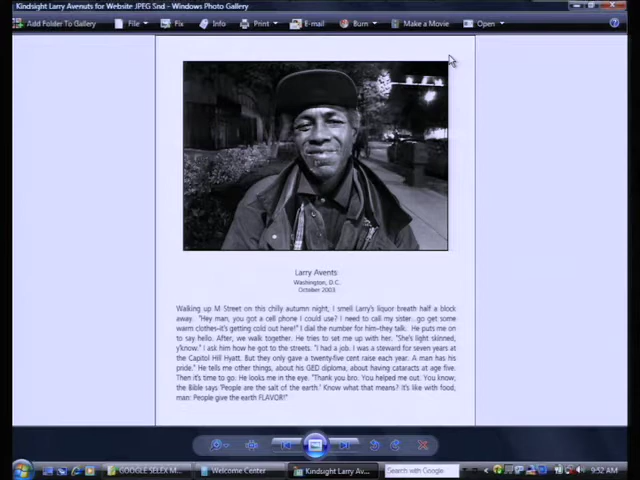 Kindsight Larry Avenuts for Website JPEG 5nd - Windows Photo Gallery
Add Folder To Gallery File Fix Info Print E-mail Burn Make a Movie Open
Larry Avents
Washington, D.C.
October 2003
Walking up M Street on this chilly autumn night, I smell Larry's liquor breath half a block
away. "Hey man, you got a cell phone I could use? I need to call my sister...go get some
warm clothes–it's getting cold out here!" I dial the number for him–they talk. He puts me on
to say hello. After, we walk together. He tries to set me up with her. "She's light skinned,
y'know." I ask him how he got to the streets. "I had a job. I was a steward for seven years at
the Capitol Hill Hyatt. But they only gave a twenty-five cent raise each year. A man has his
pride." He tells me other things, about his GED diploma, about having cataracts at age five.
Then it's time to go. He looks me in the eye. "Thank you bro. You helped me out. You know,
the Bible says 'People are the salt of the earth.' Know what that means? It's like with food,
man: People give the earth FLAVOR!"
GOOGLE SELEX M... Welcome Center Kindsight Larry Av... Search with Google 9:52 AM